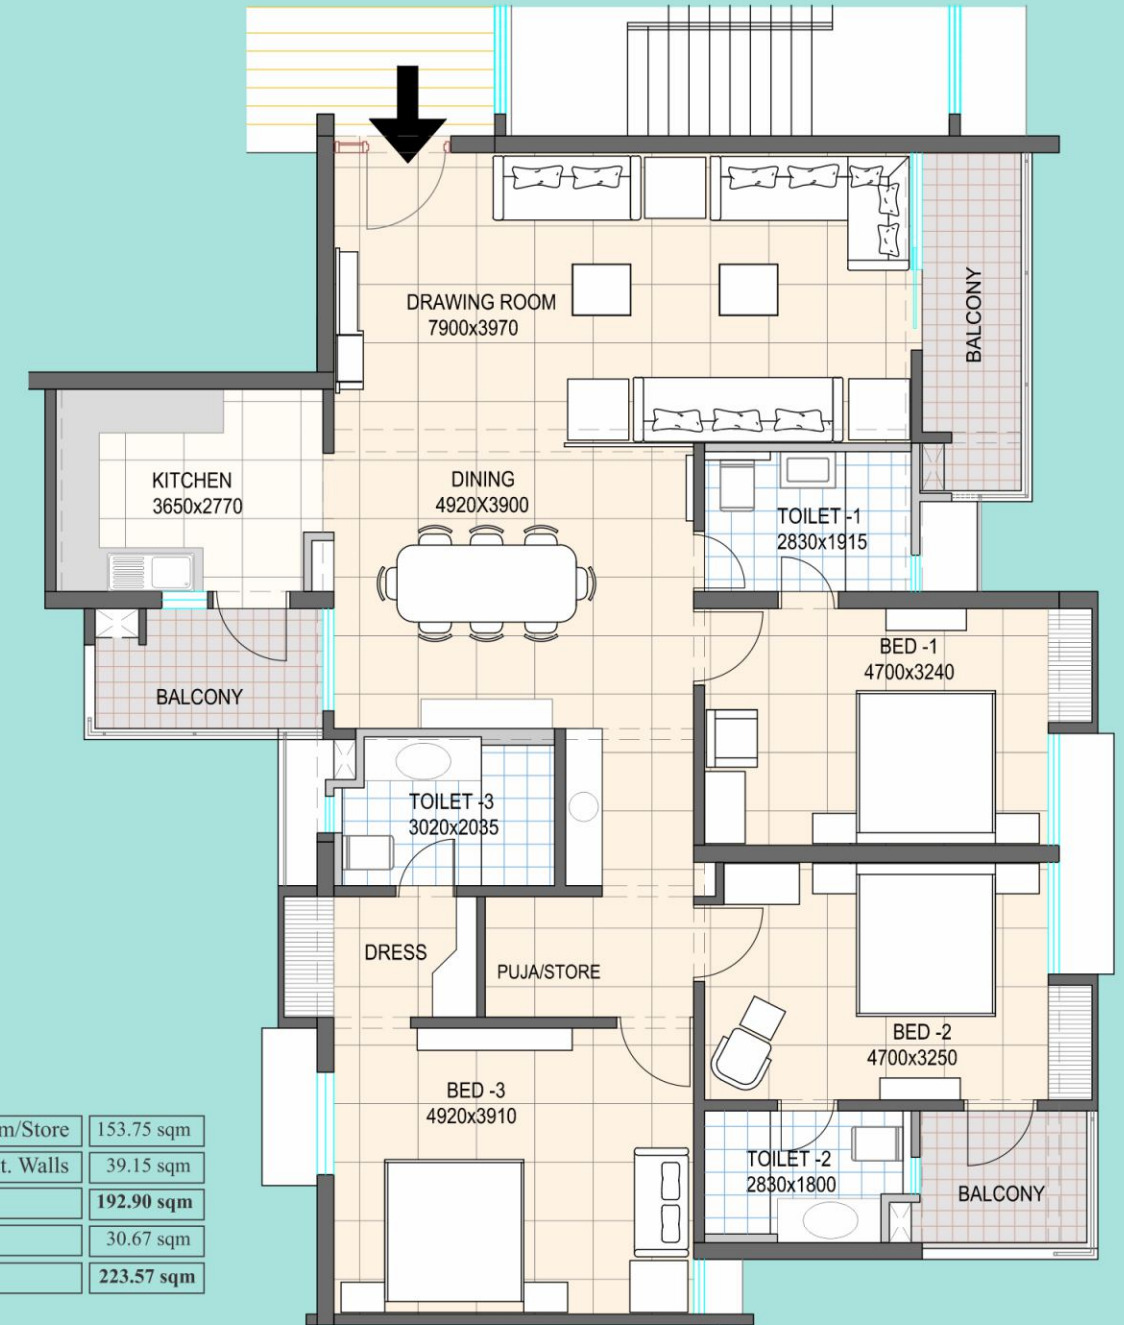 DRAWING ROOM
7900x3970
BALCONY
KITCHEN
3650x2770
DINING
4920X3900
TOILET -1
2830x1915
BED -1
4700x3240
BALCONY
TOILET -3
3020x2035
DRESS
PUJA/STORE
BED -2
4700x3250
BED -3
4920x3910
TOILET -2
2830x1800
BALCONY
m/Store 153.75 sqm
t. Walls 39.15 sqm
192.90 sqm
30.67 sqm
223.57 sqm